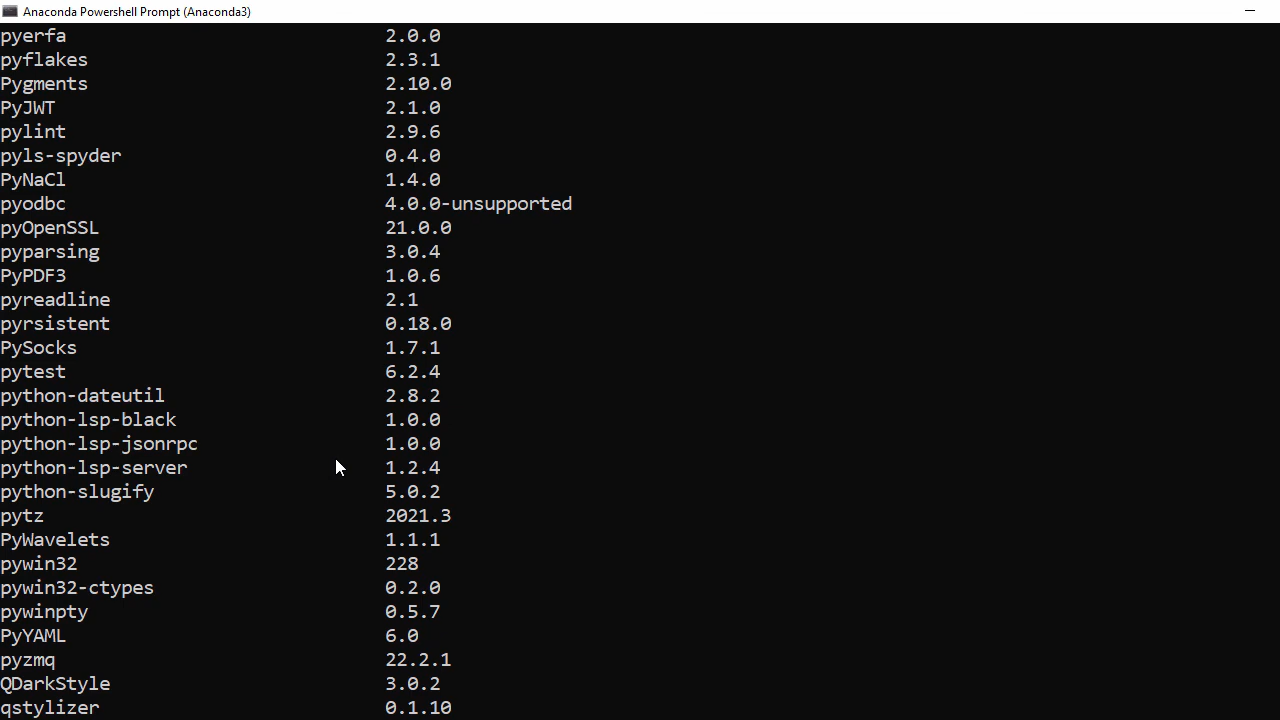 Anaconda Powershell Prompt (Anaconda3)
pyerfa 2.0.0
pyflakes 2.3.1
Pygments 2.10.0
PyJWT 2.1.0
pylint 2.9.6
pyls-spyder 0.4.0
PyNaCl 1.4.0
pyodbc 4.0.0-unsupported
pyOpenSSL 21.0.0
pyparsing 3.0.4
PyPDF3 1.0.6
pyreadline 2.1
pyrsistent 0.18.0
PySocks 1.7.1
pytest 6.2.4
python-dateutil 2.8.2
python-lsp-black 1.0.0
python-lsp-jsonrpc 1.0.0
python-lsp-server 1.2.4
python-slugify 5.0.2
pytz 2021.3
PyWavelets 1.1.1
pywin32 228
pywin32-ctypes 0.2.0
pywinpty 0.5.7
PyYAML 6.0
pyzmq 22.2.1
QDarkStyle 3.0.2
qstylizer 0.1.10